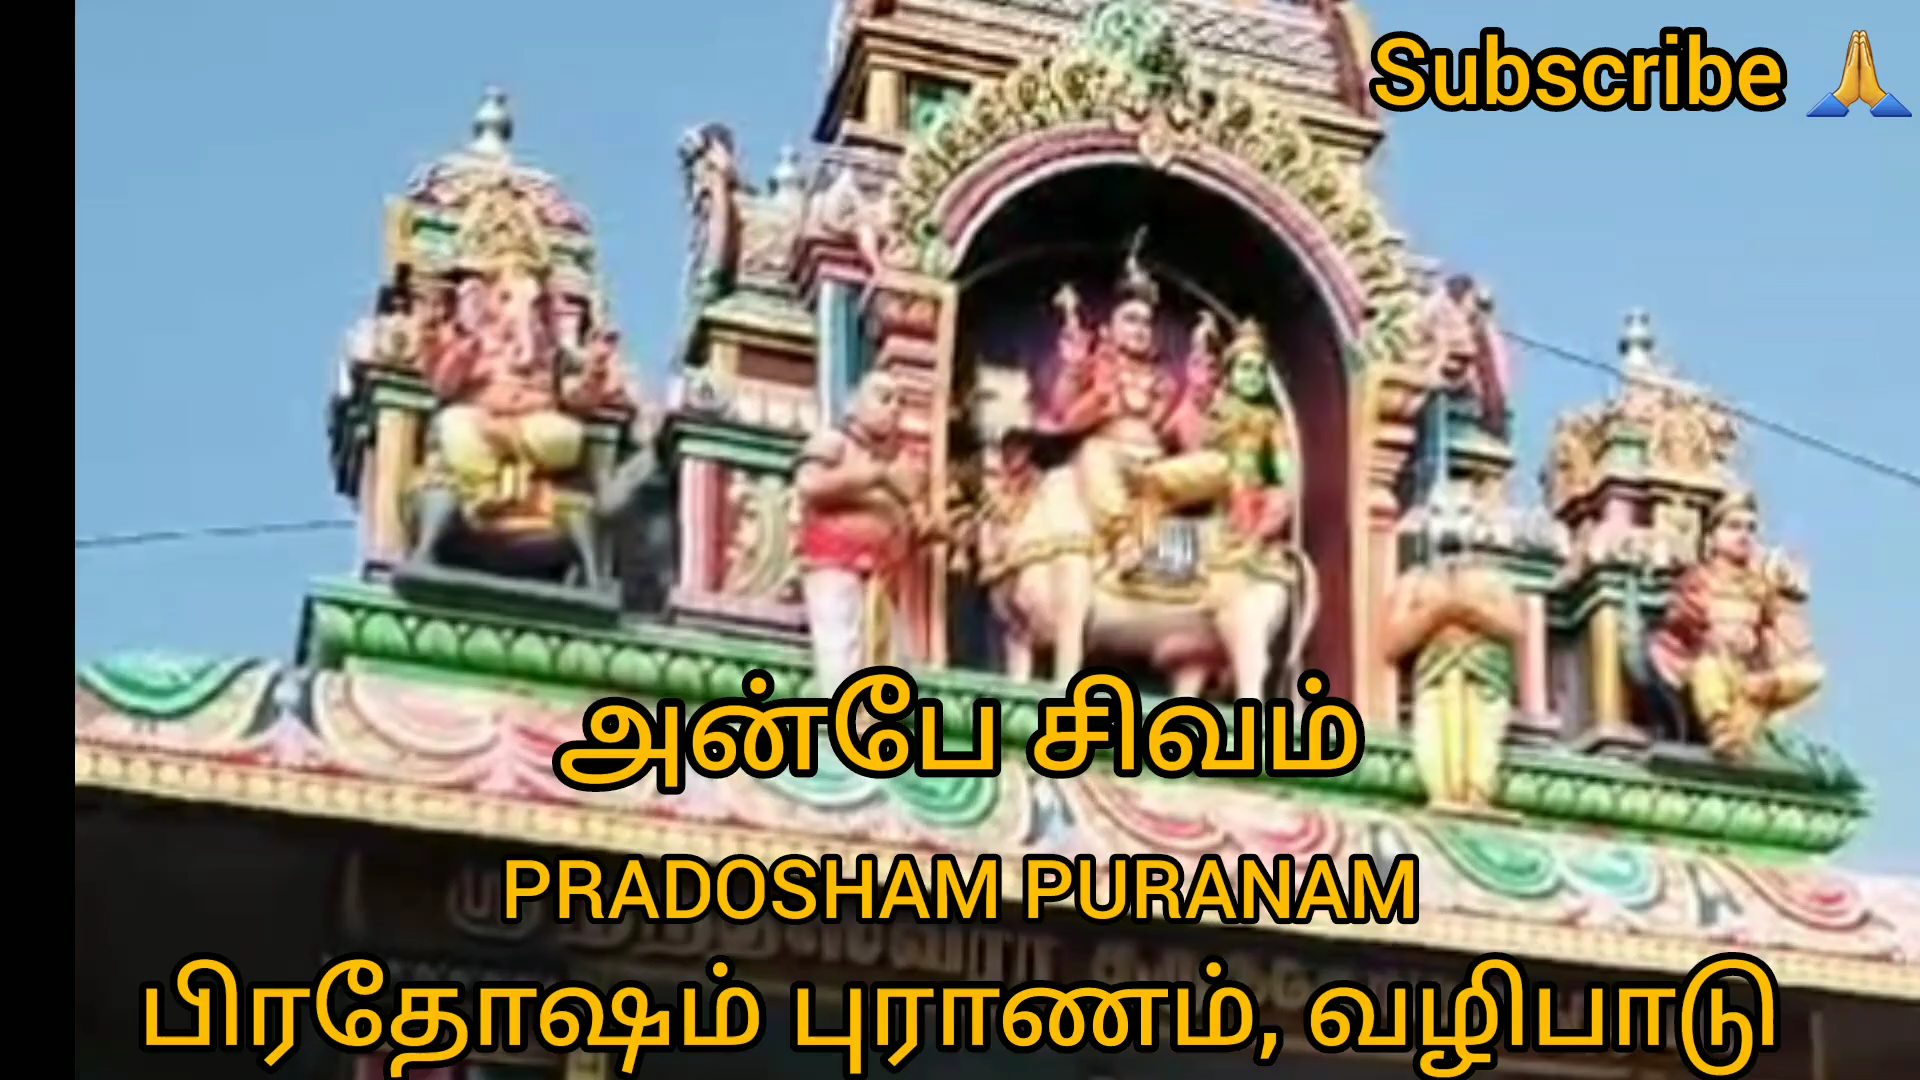 Subscribe 🙏
அன்பே சிவம்
PRADOSHAM PURANAM
பிரதோஷம் புராணம், வழிபாடு